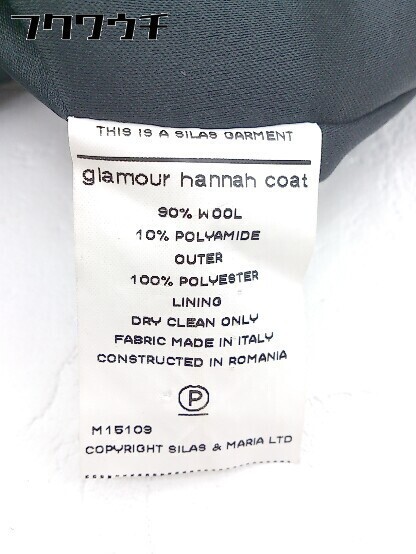 フクワウチ
THIS IS A SILAS GARMENT
glamour hannah coat
90% WOOL
10% POLYAMIDE
OUTER
100% POLYESTER
LINING
DRY CLEAN ONLY
FABRIC MADE IN ITALY
CONSTRUCTED IN ROMANIA
P
M15109
COPYRIGHT SILAS & MARIA LTD